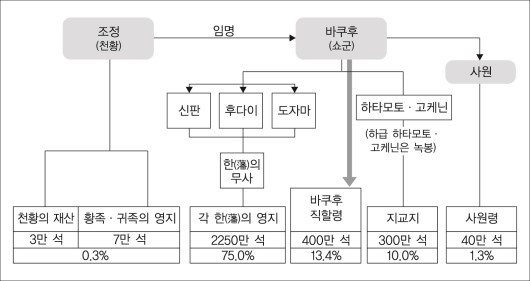 조정
(천황)
임명
바쿠후
(쇼군)
사원
신판
후다이
도자마
하타모토·고케닌
(하급 하타모토·
고케닌은 녹봉)
한(藩)의
무사
천황의 재산
황족·귀족의 영지
각 한(藩)의 영지
바쿠후
직할령
지교지
사원령
3만 석
7만 석
2250만 석
400만 석
300만 석
40만 석
0.3%
75.0%
13.4%
10.0%
1.3%